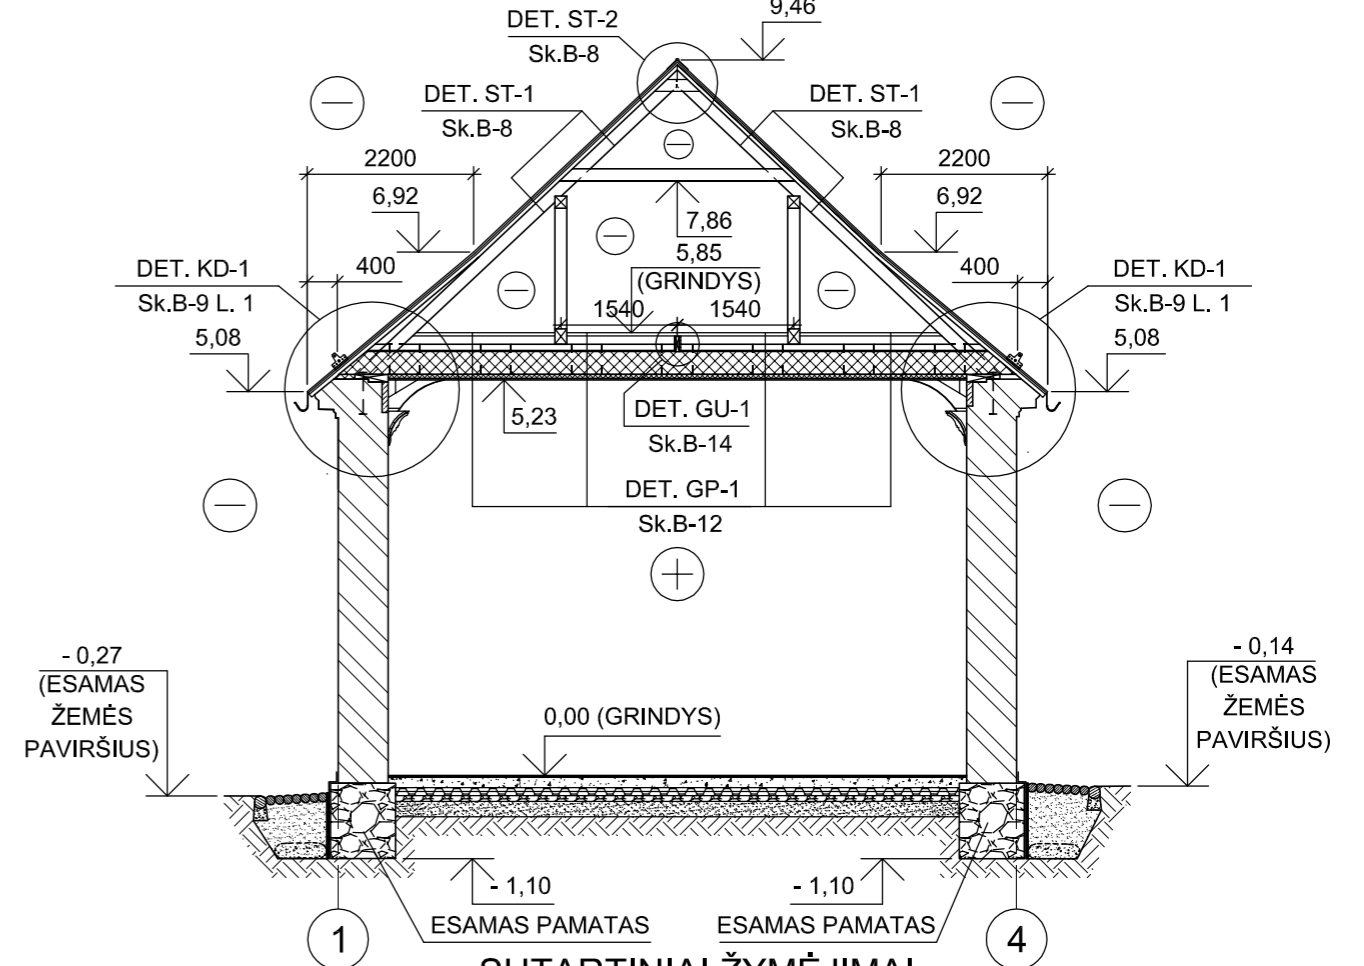 9,46
DET. ST-2
Sk.B-8
DET. ST-1
Sk.B-8
DET. ST-1
Sk.B-8
2200
2200
6,92
6,92
7,86
5,85
(GRINDYS)
DET. KD-1
Sk.B-9 L. 1
400
400
DET. KD-1
Sk.B-9 L. 1
1540
1540
5,08
5,08
5,23
DET. GU-1
Sk.B-14
DET. GP-1
Sk.B-12
- 0,27
(ESAMAS
ŽEMĖS
PAVIRŠIUS)
- 0,14
(ESAMAS
ŽEMĖS
PAVIRŠIUS)
0,00 (GRINDYS)
- 1,10
- 1,10
ESAMAS PAMATAS
ESAMAS PAMATAS
1
4
SUTARTINIAI ŽYMĖJIMAI